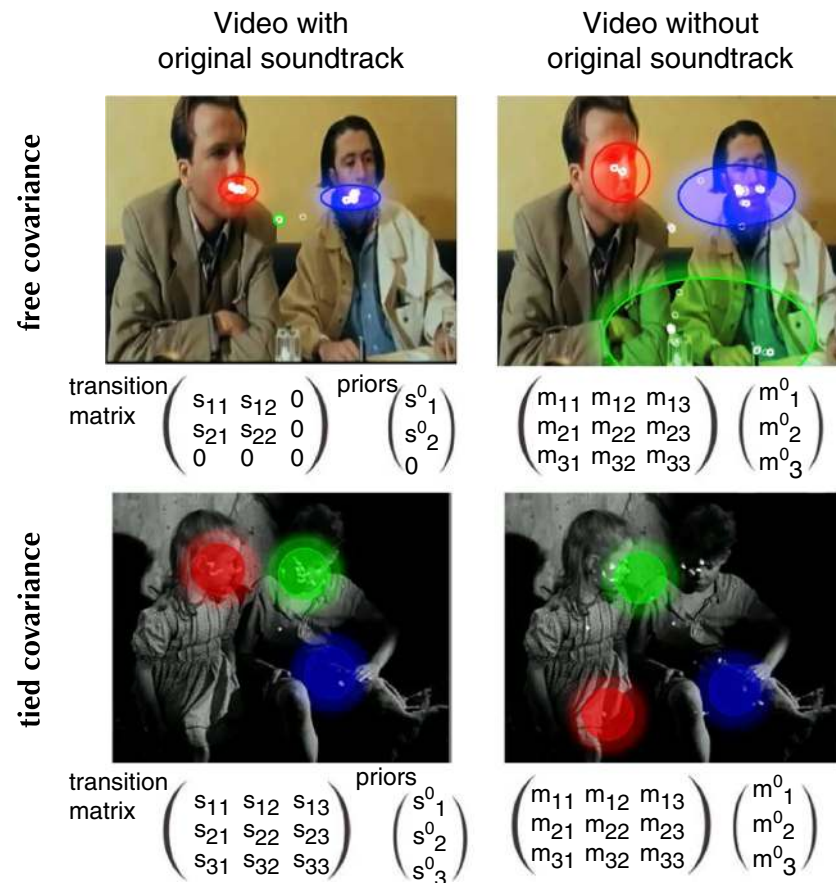 Video with
original soundtrack
Video without
original soundtrack
free covariance
transition
matrix
s11 s12 0
s21 s22 0
0 0 0
priors
s⁰1
s⁰2
0
m11 m12 m13
m21 m22 m23
m31 m32 m33
m⁰1
m⁰2
m⁰3
tied covariance
transition
matrix
s11 s12 s13
s21 s22 s23
s31 s32 s33
priors
s⁰1
s⁰2
s⁰3
m11 m12 m13
m21 m22 m23
m31 m32 m33
m⁰1
m⁰2
m⁰3